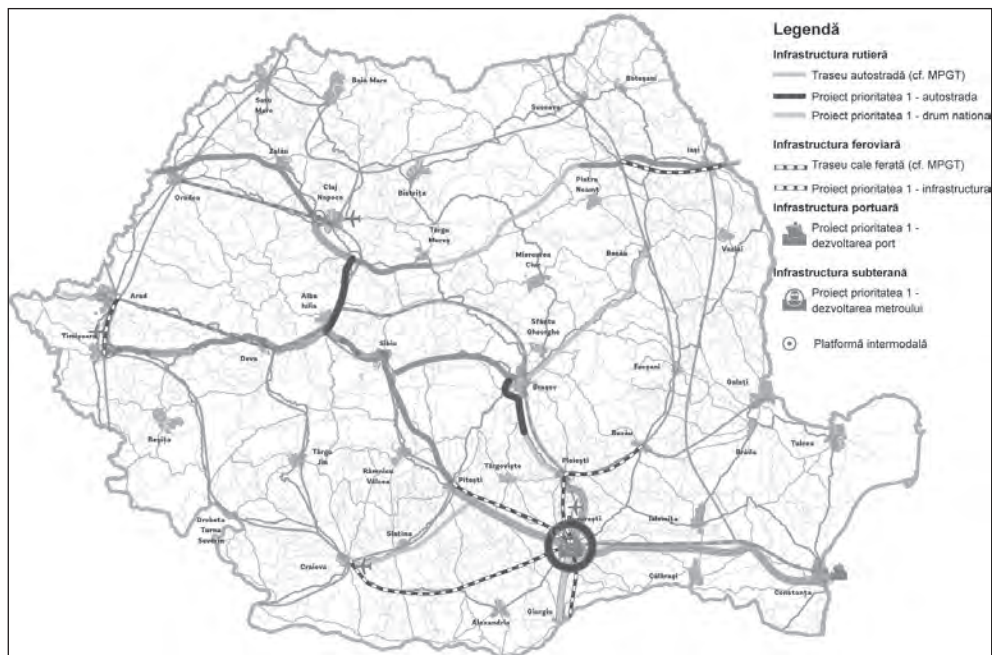 Legendă
Infrastructura rutieră
Traseu autostradă (cf. MPGT)
Proiect prioritatea 1 - autostrada
Proiect prioritatea 1 - drum national
Infrastructura feroviară
Traseu cale ferată (cf. MPGT)
Proiect prioritatea 1 - infrastructura
Infrastructura portuară
Proiect prioritatea 1 -
dezvoltarea port
Infrastructura subterană
Proiect prioritatea 1 -
dezvoltarea metroului
Platformă intermodală
Satu
Mare
Baia Mare
Botoșani
Suceava
Iași
Zalău
Oradea
Cluj
Napoca
Bistrița
Piatra
Neamț
Târgu
Mureș
Miercurea
Ciuc
Bacău
Vaslui
Arad
Alba
Iulia
Sfântu
Gheorghe
Timișoara
Deva
Sibiu
Brașov
Focșani
Galați
Reșița
Târgu
Jiu
Râmnicu
Vâlcea
Târgoviște
Ploiești
Buzău
Brăila
Tulcea
Pitești
Drobeta
Turnu
Severin
Slatina
Craiova
Călărași
Constanța
Alexandria
Giurgiu